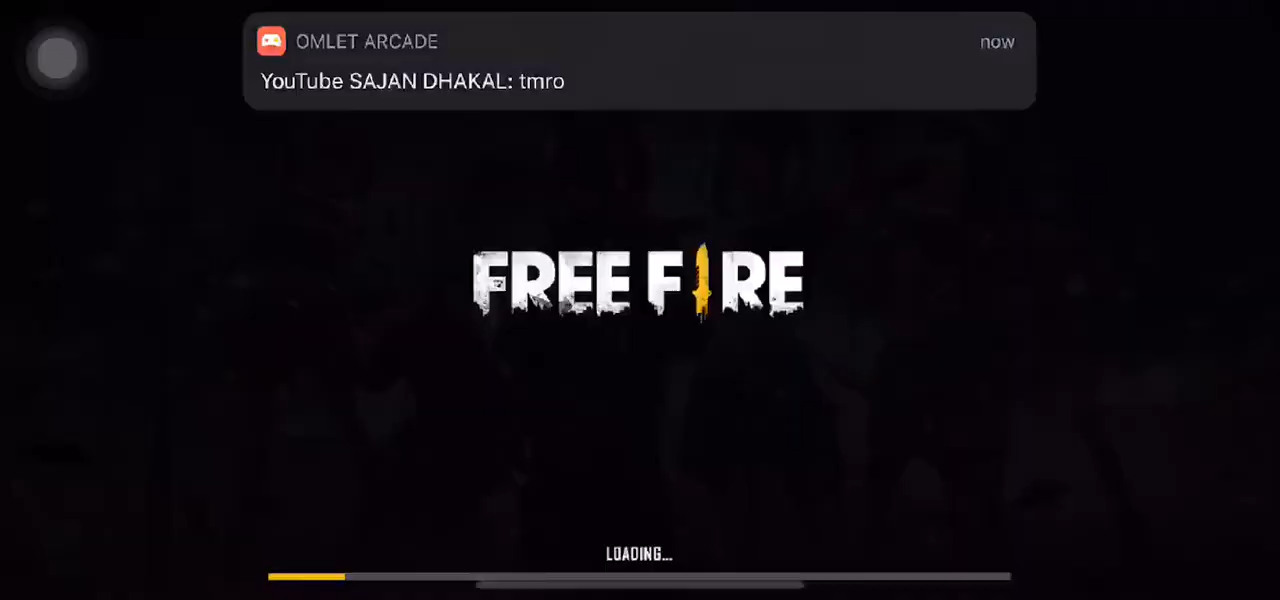 OMLET ARCADE
now
YouTube SAJAN DHAKAL: tmro
FREE FIRE
LOADING...